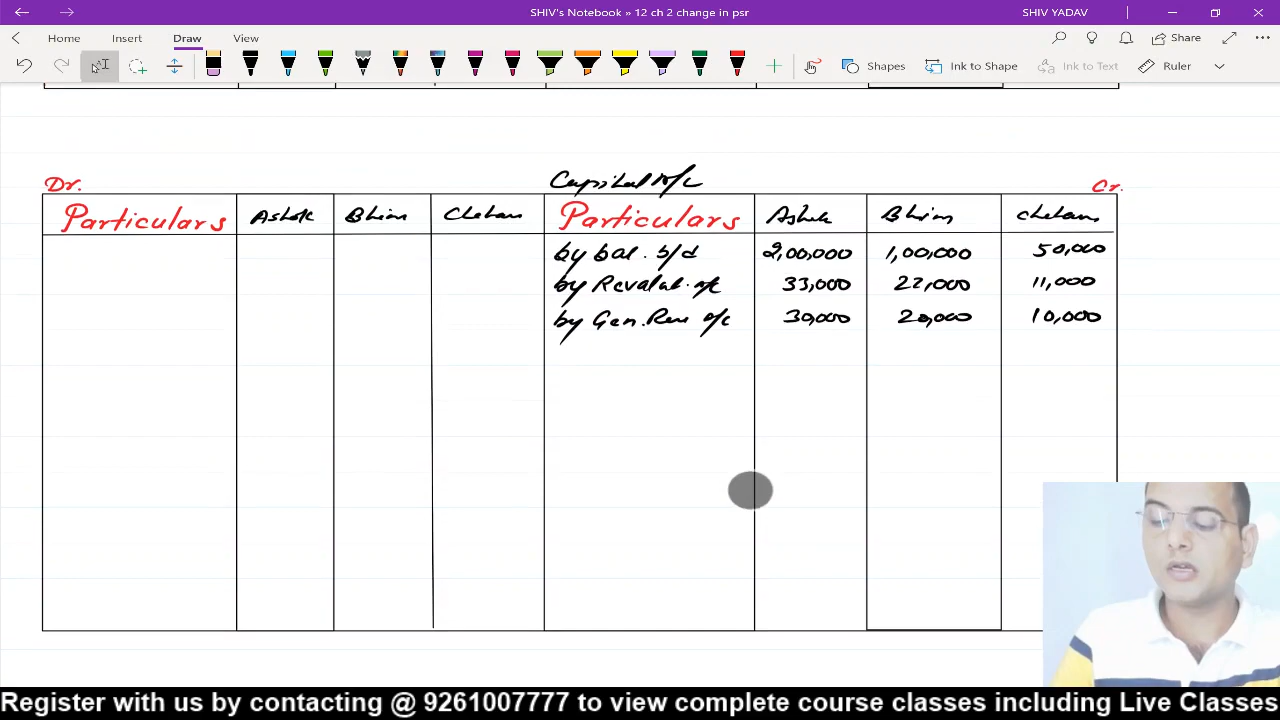 SHIV's Notebook » 12 ch 2 change in psr
SHIV YADAV
Home Insert Draw View
Share
Shapes Ink to Shape Ink to Text Ruler
Dr. Capital A/c Cr.
Particulars Ashok Bhim Chetan Particulars Ashok Bhim Chetan
by bal. b/d 2,00,000 1,00,000 50,000
by Revaluat. a/c 33,000 22,000 11,000
by Gen. Res a/c 30,000 20,000 10,000
Register with us by contacting @ 9261007777 to view complete course classes including Live Classes